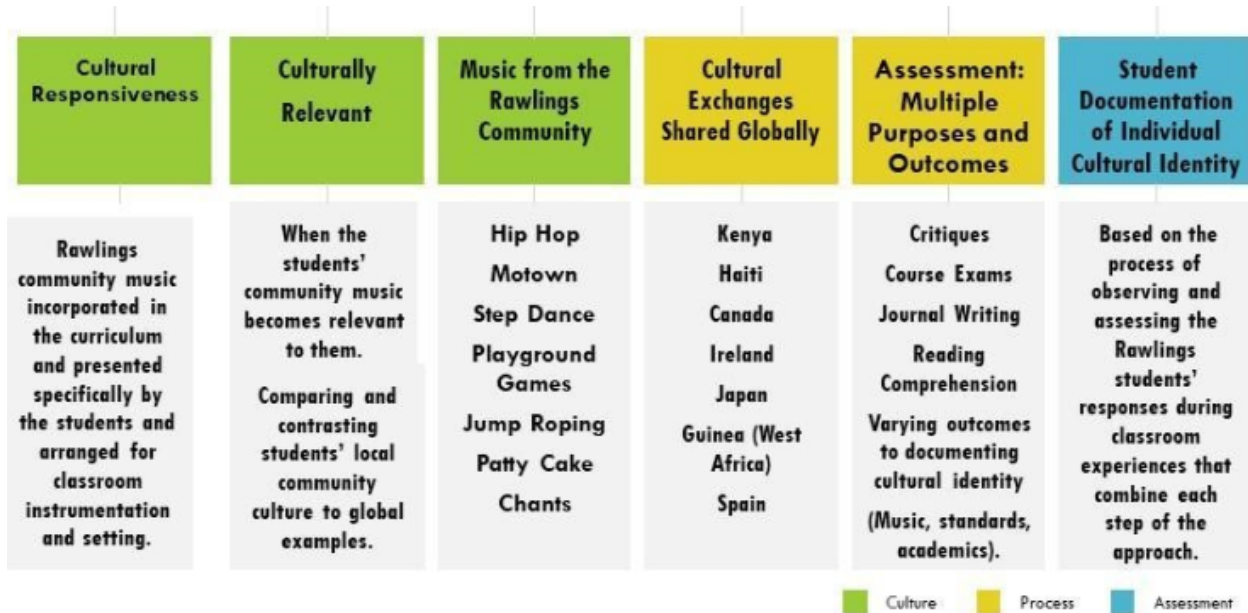 Cultural
Responsiveness
Culturally
Relevant
Music from the
Rawlings
Community
Cultural
Exchanges
Shared Globally
Assessment:
Multiple
Purposes and
Outcomes
Student
Documentation
of Individual
Cultural Identity
Rawlings
community music
incorporated in
the curriculum
and presented
specifically by
the students and
arranged for
classroom
instrumentation
and setting.
When the
students’
community music
becomes relevant
to them.
Comparing and
contrasting
students’ local
community
culture to global
examples.
Hip Hop
Motown
Step Dance
Playground
Games
Jump Roping
Patty Cake
Chants
Kenya
Haiti
Canada
Ireland
Japan
Guinea (West
Africa)
Spain
Critiques
Course Exams
Journal Writing
Reading
Comprehension
Varying outcomes
to documenting
cultural identity
(Music, standards,
academics).
Based on the
process of
observing and
assessing the
Rawlings
students’
responses during
classroom
experiences that
combine each
step of the
approach.
Culture
Process
Assessment